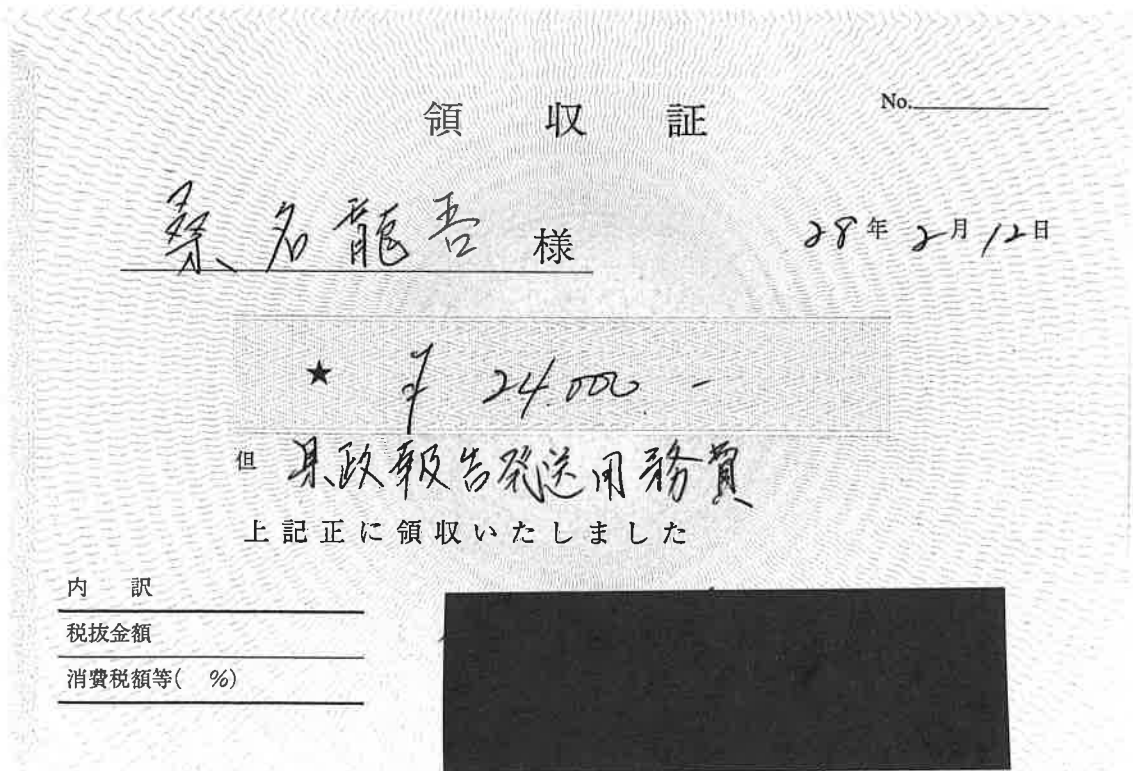 領収証
No.
桑名龍吾 様
28年 2月 12日
★ ¥ 24.000. -
但 県政報告発送用務費
上記正に領収いたしました
内 訳
税抜金額
消費税額等( %)